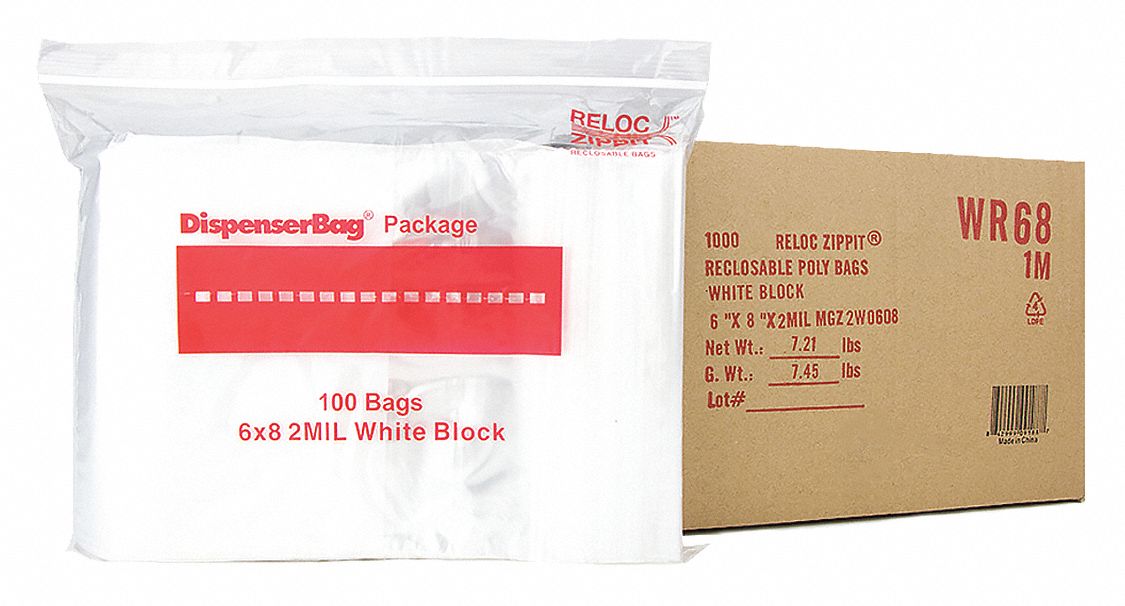 RELOC
ZIPPIT™
RECLOSABLE BAGS
DispenserBag® Package
100 Bags
6x8 2MIL White Block
WR68
1M
1000 RELOC ZIPPIT®
RECLOSABLE POLY BAGS
WHITE BLOCK
6 "X 8 "X2MIL MGZ2W0608
Net Wt.: 7.21 lbs
G. Wt.: 7.45 lbs
Lot#
4
LDPE
Made in China